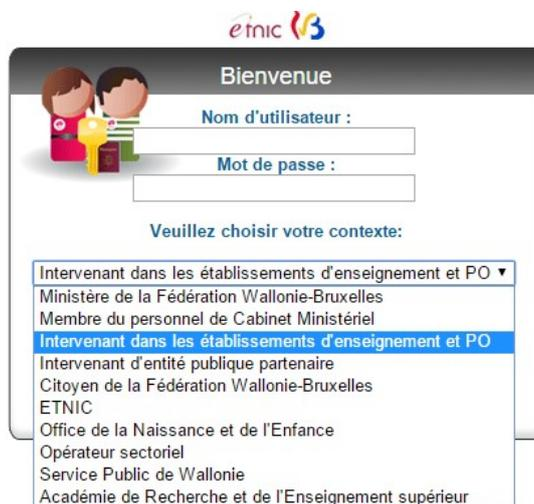 etnic
Bienvenue
Nom d'utilisateur :
Mot de passe :
Veuillez choisir votre contexte:
Intervenant dans les établissements d'enseignement et PO
Ministère de la Fédération Wallonie-Bruxelles
Membre du personnel de Cabinet Ministériel
Intervenant dans les établissements d'enseignement et PO
Intervenant d'entité publique partenaire
Citoyen de la Fédération Wallonie-Bruxelles
ETNIC
Office de la Naissance et de l'Enfance
Opérateur sectoriel
Service Public de Wallonie
Académie de Recherche et de l'Enseignement supérieur